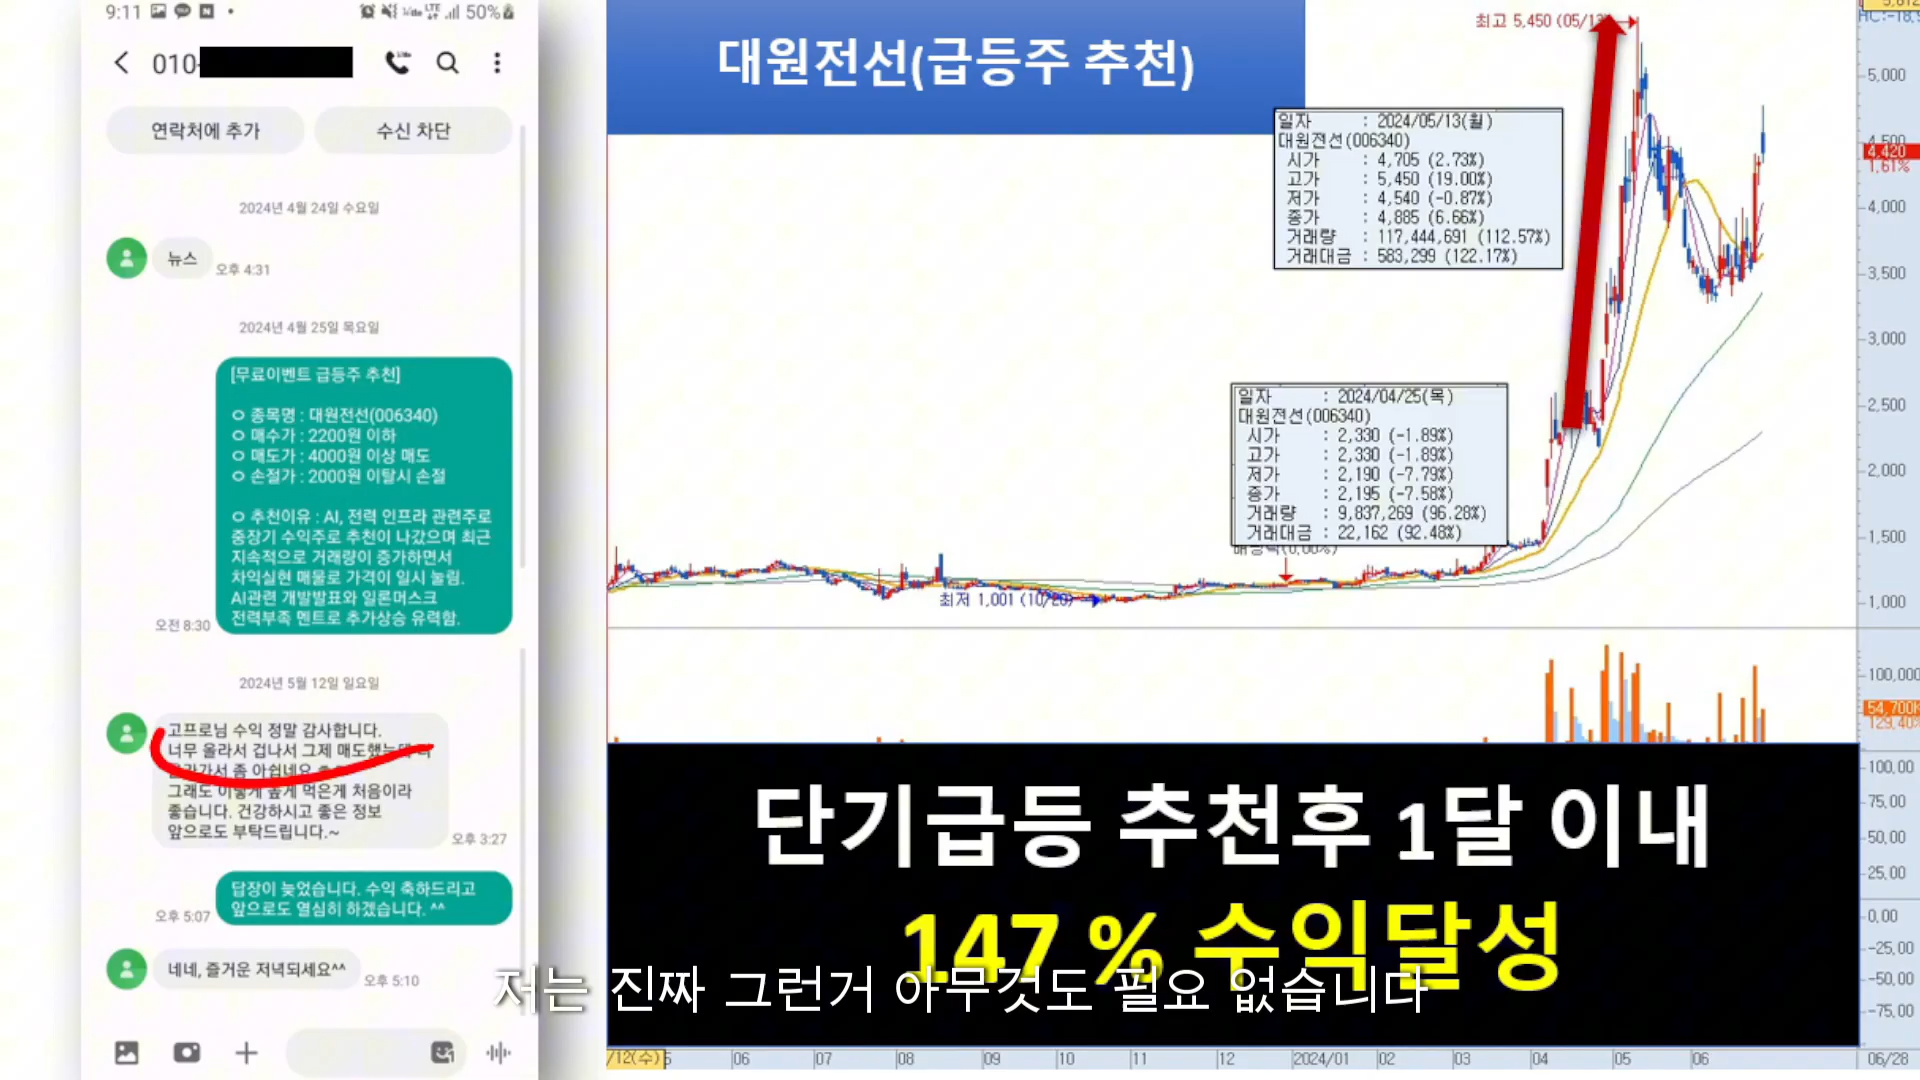 9:11
50%
010-
연락처에 추가
수신 차단
2024년 4월 24일 수요일
뉴스
오후 4:31
2024년 4월 25일 목요일
[무료이벤트 급등주 추천]
ㅇ 종목명 : 대원전선(006340)
ㅇ 매수가 : 2200원 이하
ㅇ 매도가 : 4000원 이상 매도
ㅇ 손절가 : 2000원 이탈시 손절
ㅇ 추천이유 : AI, 전력 인프라 관련주로
중장기 수익주로 추천이 나갔으며 최근
지속적으로 거래량이 증가하면서
차익실현 매물로 가격이 일시 눌림.
AI관련 개발발표와 일론머스크
전력부족 멘트로 추가상승 유력함.
오전 8:30
2024년 5월 12일 일요일
고프로님 수익 정말 감사합니다.
너무 올라서 겁나서 그제 매도했는데 더
올라가서 좀 아쉽네요
그래도 이렇게 높게 먹은게 처음이라
좋습니다. 건강하시고 좋은 정보
앞으로도 부탁드립니다.~
오후 3:27
답장이 늦었습니다. 수익 축하드리고
앞으로도 열심히 하겠습니다. ^^
오후 5:07
네네, 즐거운 저녁되세요^^
오후 5:10
대원전선(급등주 추천)
최고 5,450 (05/13)
일자 : 2024/05/13(월)
대원전선(006340)
시가 : 4,705 (2.73%)
고가 : 5,450 (19.00%)
저가 : 4,540 (-0.87%)
종가 : 4,885 (6.66%)
거래량 : 117,444,691 (112.57%)
거래대금 : 583,299 (122.17%)
일자 : 2024/04/25(목)
대원전선(006340)
시가 : 2,330 (-1.89%)
고가 : 2,330 (-1.89%)
저가 : 2,190 (-7.79%)
종가 : 2,195 (-7.58%)
거래량 : 9,837,269 (96.28%)
거래대금 : 22,162 (92.48%)
배당락(0.00%)
최저 1,001 (10/20)
5,000
4,500
4,420
1.61%
4,000
3,500
3,000
2,500
2,000
1,500
1,000
100,000
54,700K
129.40%
100,00
75,00
50,00
25,00
0,00
-25,00
-50,00
-75,00
단기급등 추천후 1달 이내
147 % 수익달성
저는 진짜 그런거 아무것도 필요 없습니다
/12(수) 06 07 08 09 10 11 12 2024/01 02 03 04 05 06 06/28